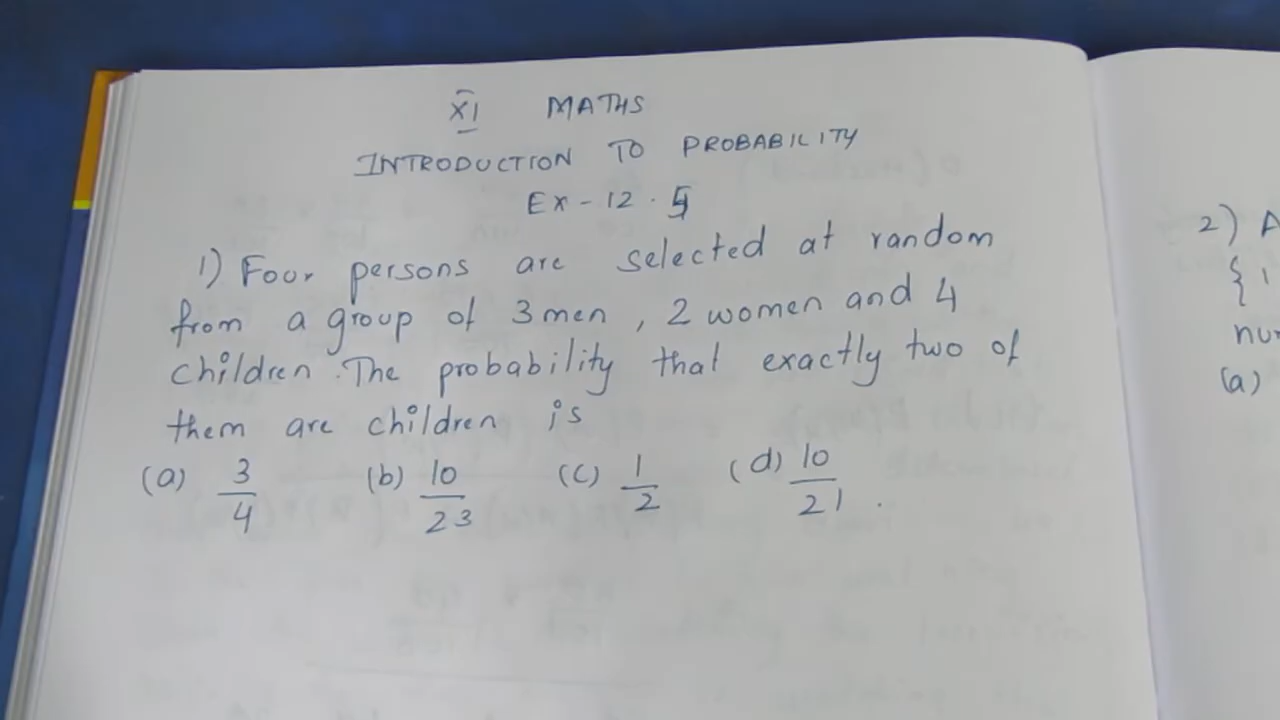 XI MATHS
INTRODUCTION TO PROBABILITY
Ex - 12.5
1) Four persons are selected at random
from a group of 3 men, 2 women and 4
children. The probability that exactly two of
them are children is
(a) 3/4 (b) 10/23 (c) 1/2 (d) 10/21.
2) A
{1
(a)